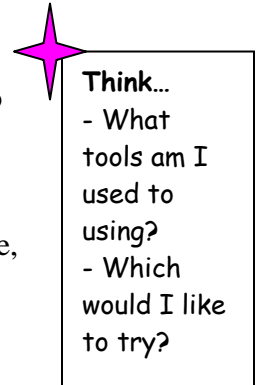 Think…
- What
tools am I
used to
using?
- Which
would I like
to try?
e,